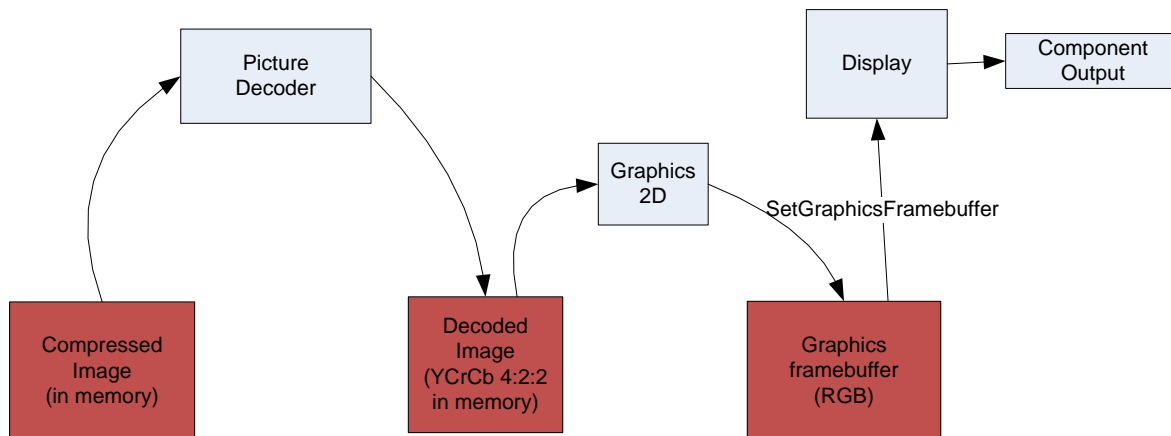 Picture
Decoder
Display
Component
Output
Graphics
2D
SetGraphicsFramebuffer
Compressed
Image
(in memory)
Decoded
Image
(YCrCb 4:2:2
in memory)
Graphics
framebuffer
(RGB)